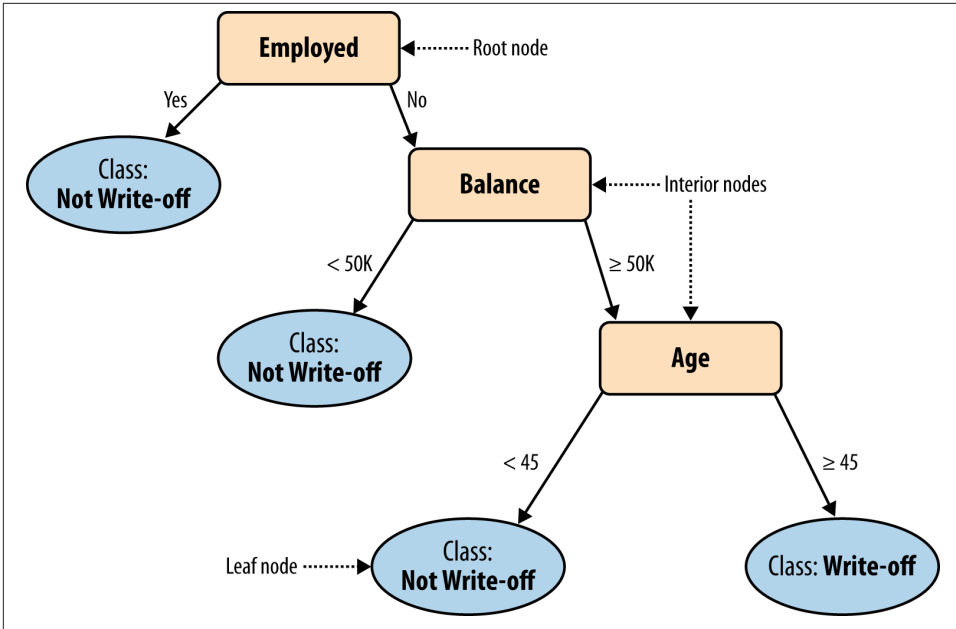 Employed
Root node
Yes
No
Class:
Not Write-off
Balance
Interior nodes
< 50K
≥ 50K
Class:
Not Write-off
Age
< 45
≥ 45
Leaf node
Class:
Not Write-off
Class: Write-off